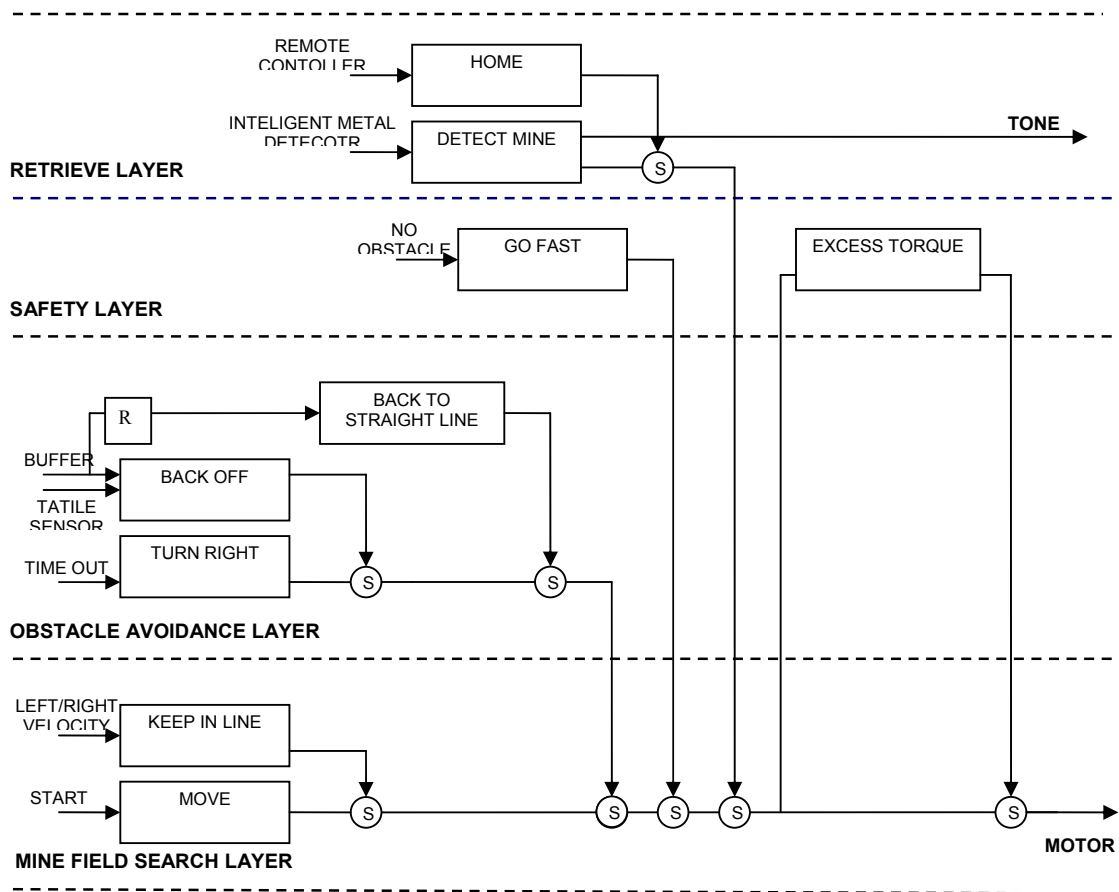 REMOTE
CONTOLLER
HOME
INTELIGENT METAL
DETECOTR
DETECT MINE
TONE
S
RETRIEVE LAYER
NO
OBSTACLE
GO FAST
EXCESS TORQUE
SAFETY LAYER
R
BACK TO
STRAIGHT LINE
BUFFER
BACK OFF
TATILE
SENSOR
TURN RIGHT
TIME OUT
S
S
OBSTACLE AVOIDANCE LAYER
LEFT/RIGHT
VELOCITY
KEEP IN LINE
START
MOVE
S
S
S
S
S
MOTOR
MINE FIELD SEARCH LAYER